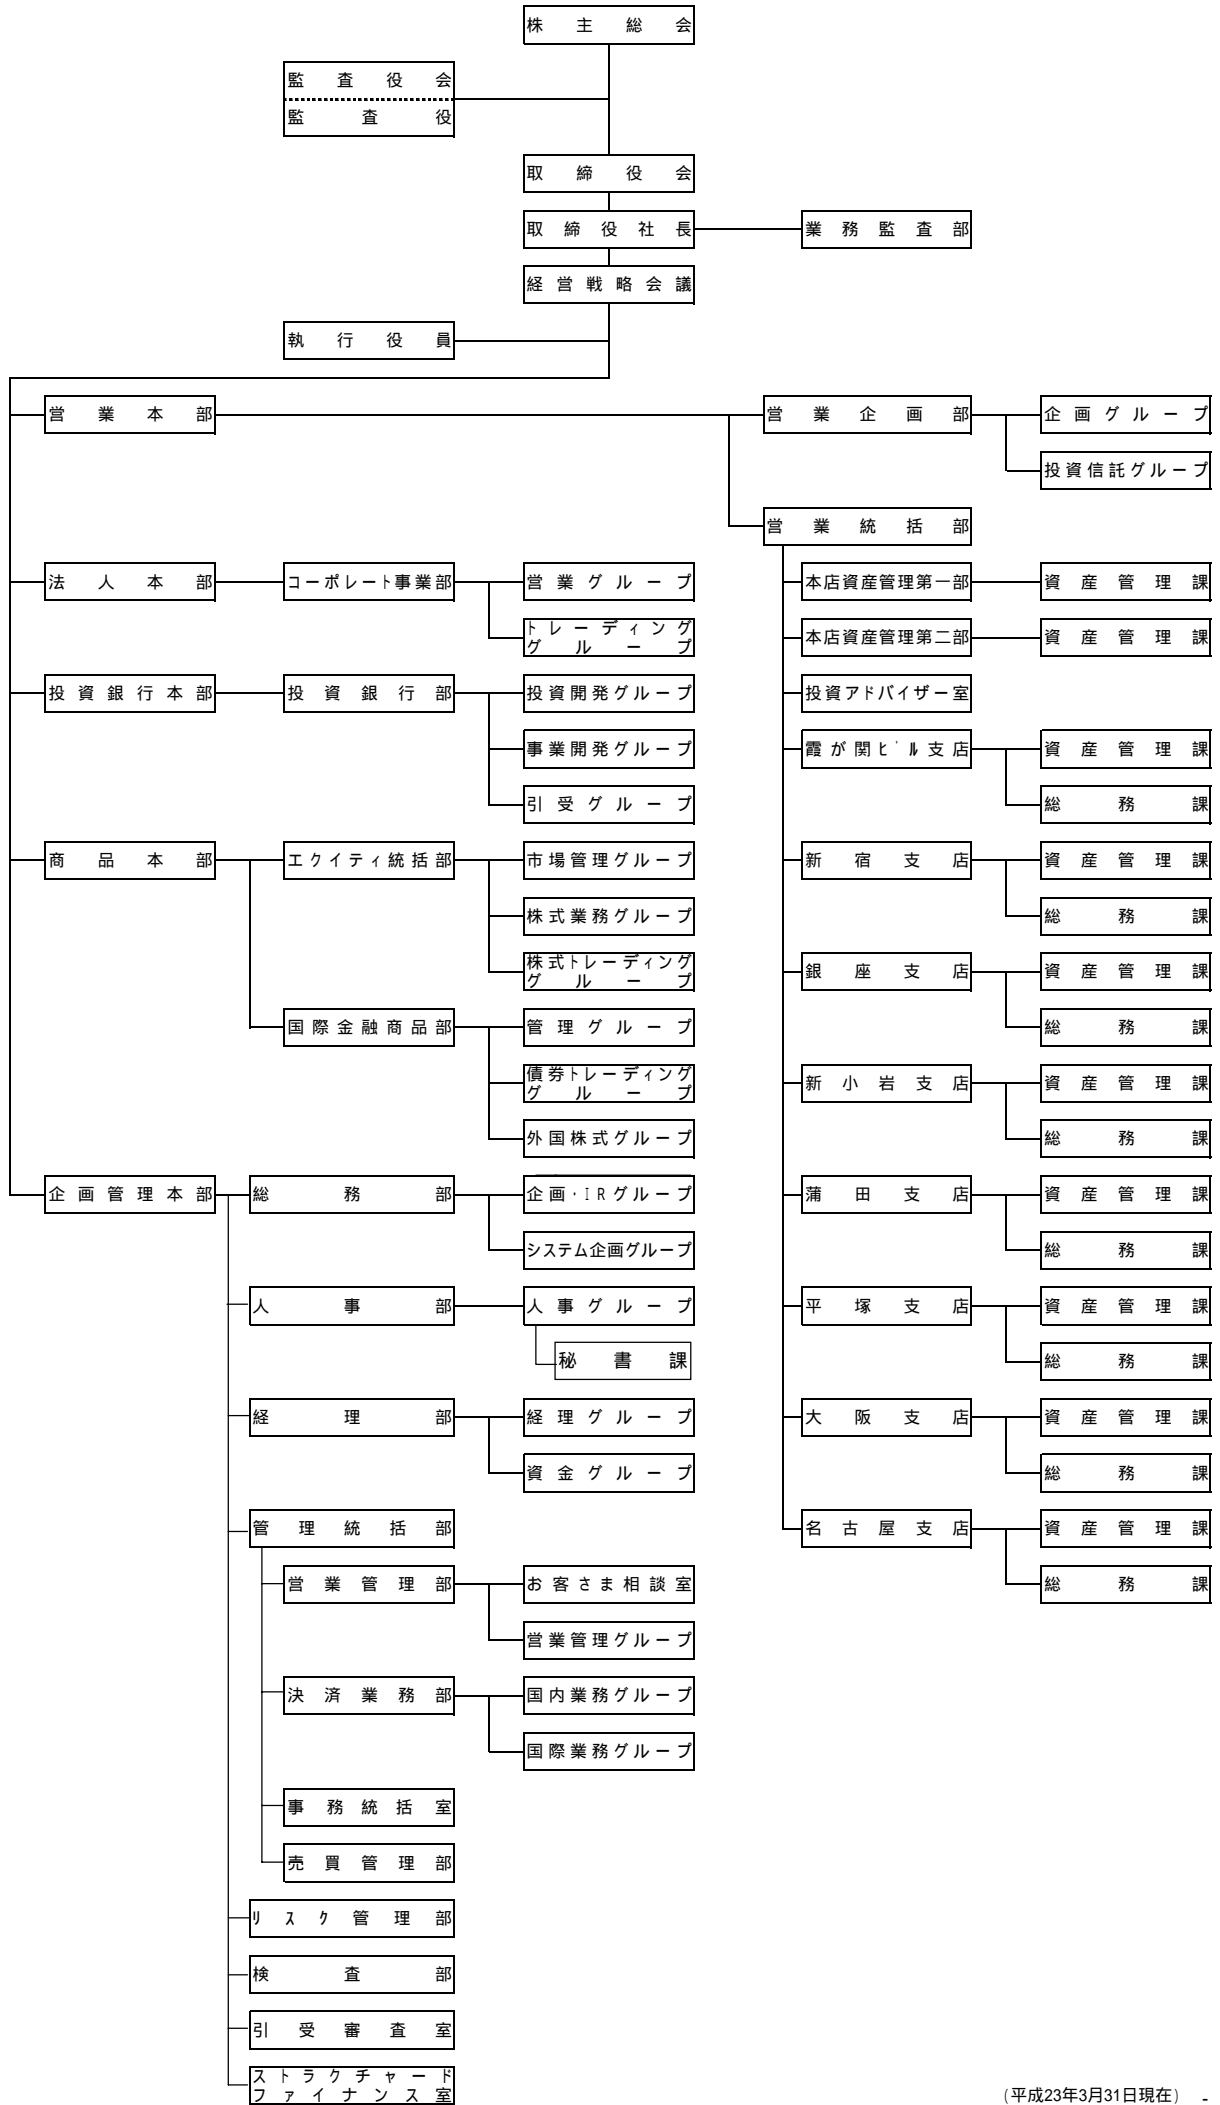 株主総会
監査役会
監査役
取締役会
取締役社長
業務監査部
経営戦略会議
執行役員
営業本部
営業企画部
企画グループ
投資信託グループ
営業統括部
法人本部
コーポレート事業部
営業グループ
本店資産管理第一部
資産管理課
トレーディング
グループ
本店資産管理第二部
資産管理課
投資銀行本部
投資銀行部
投資開発グループ
投資アドバイザー室
事業開発グループ
霞が関ビル支店
資産管理課
引受グループ
総務課
商品本部
エクイティ統括部
市場管理グループ
新宿支店
資産管理課
株式業務グループ
総務課
株式トレーディング
グループ
銀座支店
資産管理課
国際金融商品部
管理グループ
総務課
債券トレーディング
グループ
新小岩支店
資産管理課
外国株式グループ
総務課
企画管理本部
総務部
企画・IRグループ
蒲田支店
資産管理課
システム企画グループ
総務課
人事部
人事グループ
平塚支店
資産管理課
秘書課
総務課
経理部
経理グループ
大阪支店
資産管理課
資金グループ
総務課
管理統括部
名古屋支店
資産管理課
営業管理部
お客さま相談室
総務課
営業管理グループ
決済業務部
国内業務グループ
国際業務グループ
事務統括室
売買管理部
リスク管理部
検査部
引受審査室
ストラクチャード
ファイナンス室
(平成23年3月31日現在) -